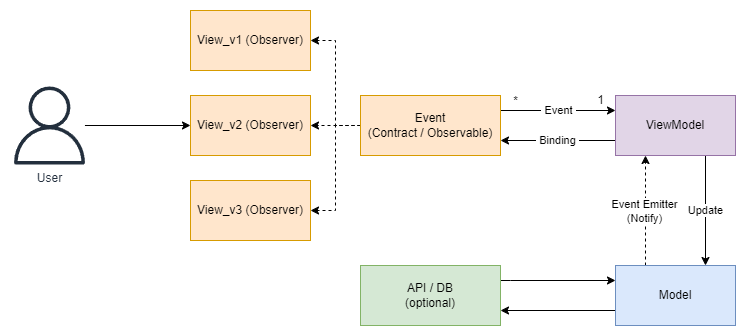 View_v1 (Observer)
User
View_v2 (Observer)
View_v3 (Observer)
Event
(Contract / Observable)
*
Event
1
Binding
ViewModel
Event Emitter
(Notify)
Update
API / DB
(optional)
Model